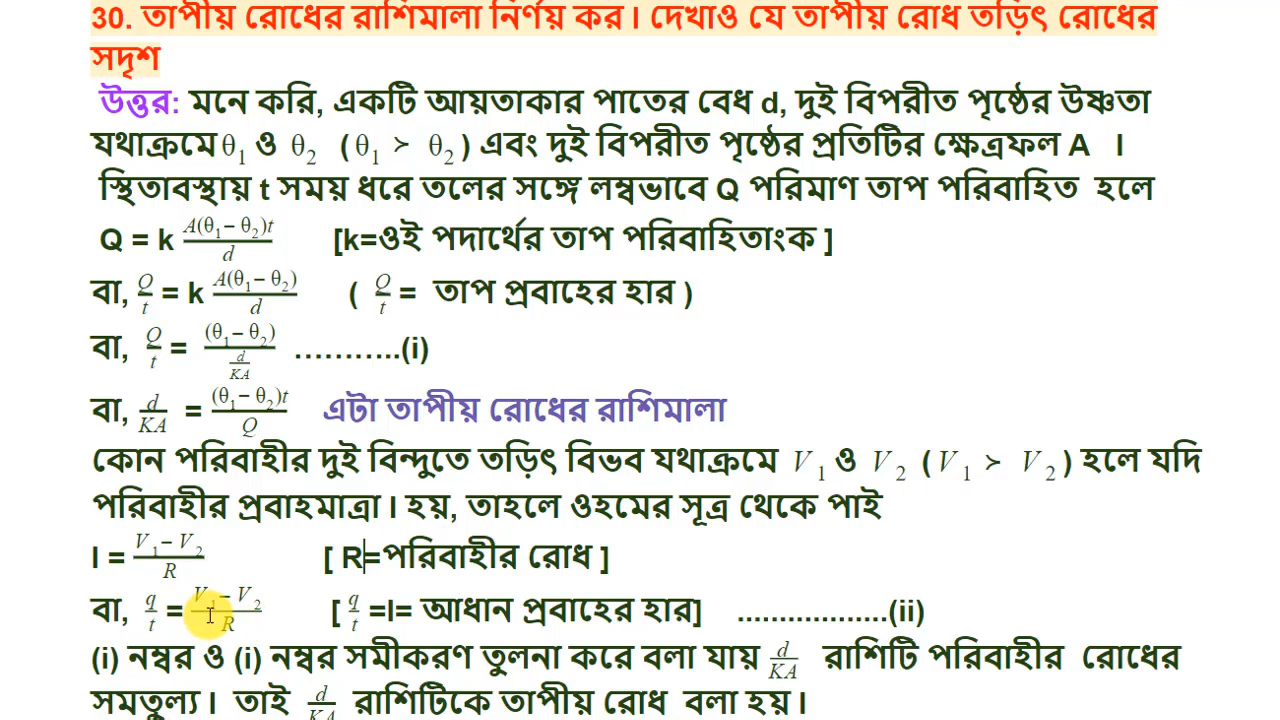 30. তাপীয় রোধের রাশিমালা নির্ণয় কর। দেখাও যে তাপীয় রোধ তড়িৎ রোধের
সদৃশ
উত্তর: মনে করি, একটি আয়তাকার পাতের বেধ d, দুই বিপরীত পৃষ্ঠের উষ্ণতা
যথাক্রমে θ₁ ও θ₂ (θ₁ > θ₂) এবং দুই বিপরীত পৃষ্ঠের প্রতিটির ক্ষেত্রফল A ।
স্থিতাবস্থায় t সময় ধরে তলের সঙ্গে লম্বভাবে Q পরিমাণ তাপ পরিবাহিত হলে
Q = k A(θ₁− θ₂)t/d [k=ওই পদার্থের তাপ পরিবাহিতাংক ]
বা, Q/t = k A(θ₁− θ₂)/d ( Q/t = তাপ প্রবাহের হার )
বা, Q/t = (θ₁− θ₂)/(d/KA) ………..(i)
বা, d/KA = (θ₁− θ₂)t/Q এটা তাপীয় রোধের রাশিমালা
কোন পরিবাহীর দুই বিন্দুতে তড়িৎ বিভব যথাক্রমে V₁ ও V₂ (V₁ > V₂) হলে যদি
পরিবাহীর প্রবাহমাত্রা I হয়, তাহলে ওহমের সূত্র থেকে পাই
I = (V₁− V₂)/R [ R=পরিবাহীর রোধ ]
বা, q/t = (V₁− V₂)/R [ q/t =I= আধান প্রবাহের হার] ..................(ii)
(i) নম্বর ও (i) নম্বর সমীকরণ তুলনা করে বলা যায় d/KA রাশিটি পরিবাহীর রোধের
সমতুল্য। তাই d/KA রাশিটিকে তাপীয় রোধ বলা হয়।